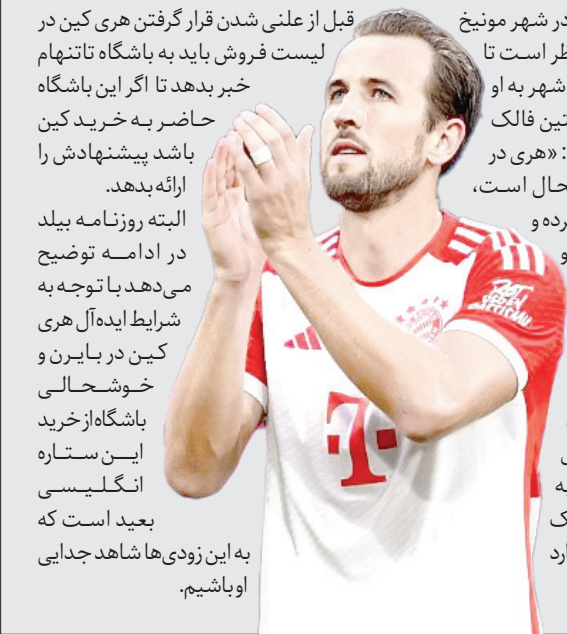 در شهر مونیخ
ظر است تا
شهر به او
تین فالک
: «هری در
حال است،
رده و
و
ه
ک
ارد
قبل از علنی شدن قرار گرفتن هری کین در
لیست فروش باید به باشگاه تاتنهام
خبر بدهد تا اگر این باشگاه
حاضر به خرید کین
باشد پیشنهادش را
ارائه بدهد.
البته روزنامه بیلد
در ادامه توضیح
می‌دهد با توجه به
شرایط ایده‌آل هری
کین در بایرن و
خوشحالی
باشگاه از خرید
این ستاره
انگلیسی
بعید است که
به این زودی‌ها شاهد جدایی
او باشیم.
T